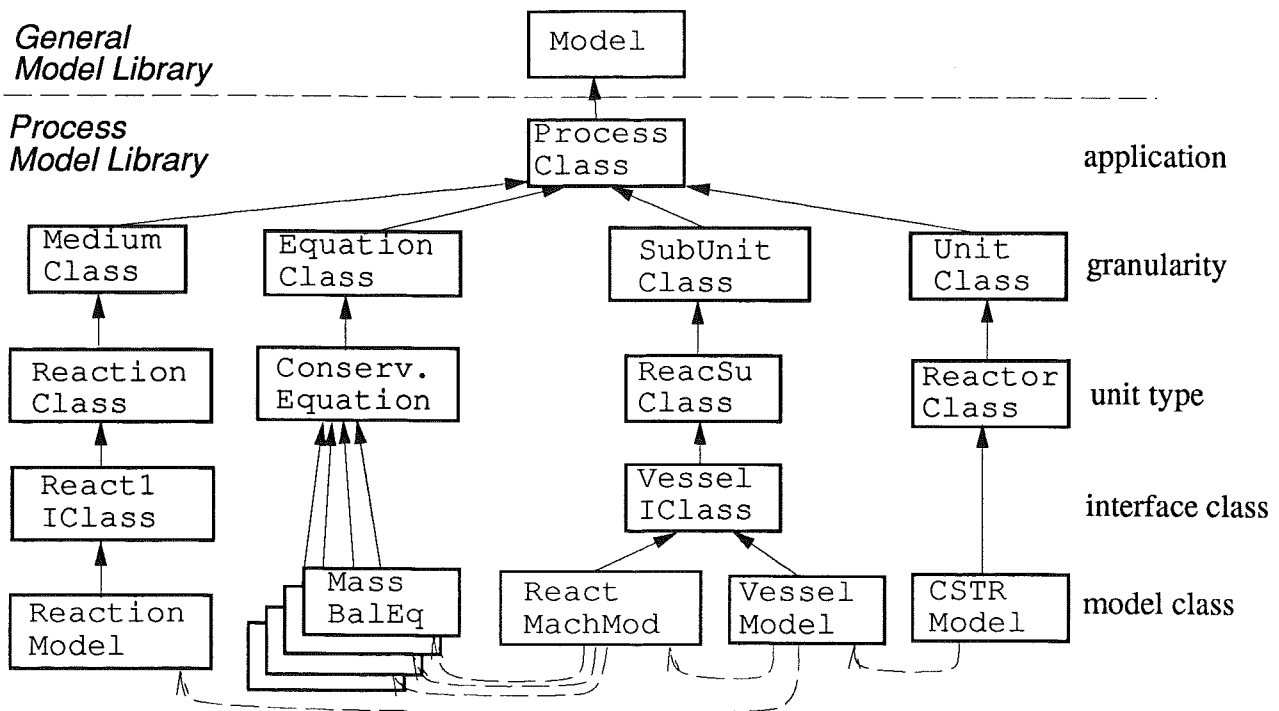 General
Model Library
Model
Process
Model Library
Process
Class
application
Medium
Class
Equation
Class
SubUnit
Class
Unit
Class
granularity
Reaction
Class
Conserv.
Equation
ReacSu
Class
Reactor
Class
unit type
React1
IClass
Vessel
IClass
interface class
Reaction
Model
Mass
BalEq
React
MachMod
Vessel
Model
CSTR
Model
model class